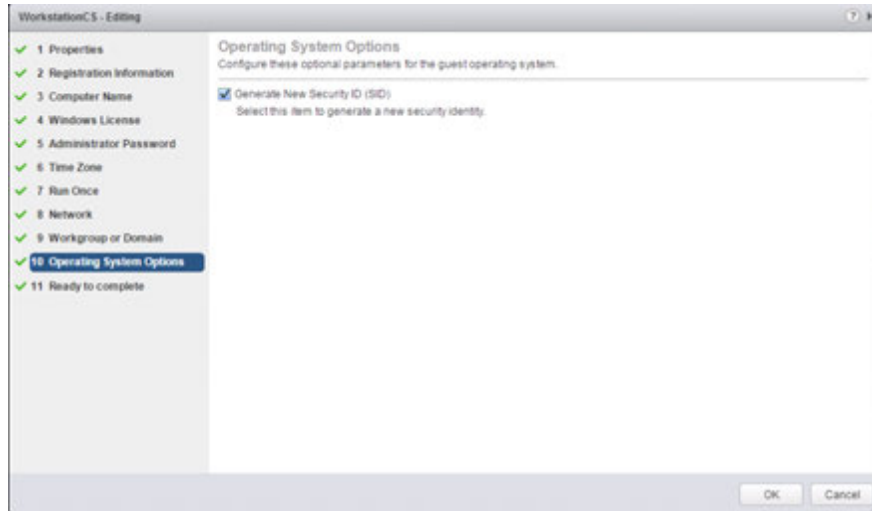 WorkstationCS - Editing
?
1 Properties
2 Registration Information
3 Computer Name
4 Windows License
5 Administrator Password
6 Time Zone
7 Run Once
8 Network
9 Workgroup or Domain
10 Operating System Options
11 Ready to complete
Operating System Options
Configure these optional parameters for the guest operating system.
Generate New Security ID (SID)
Select this item to generate a new security identity.
OK
Cancel